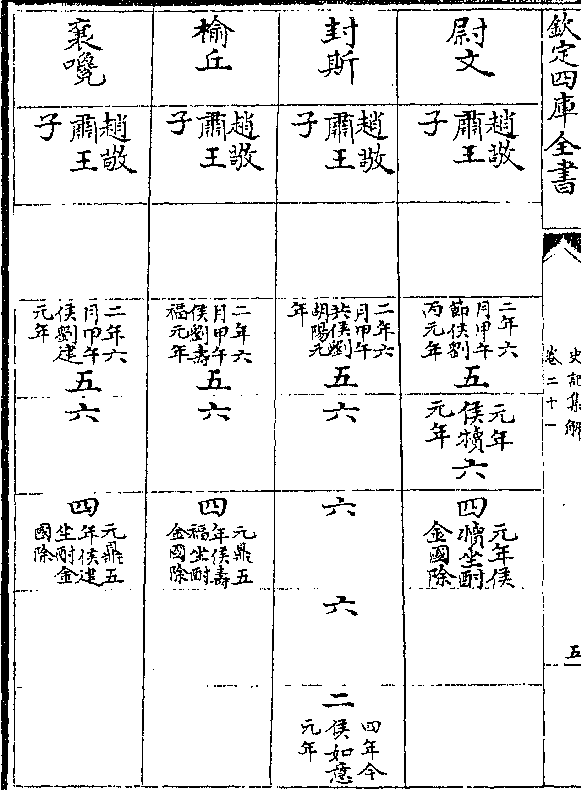 欽定四庫全書
史記集解
卷二十一
五
尉文
趙敬
肅王
子
二年六
月甲午
節侯劉
丙元年
五
元年
侯犢
元年
六
四
元年侯
犢坐酎
金國除
封斯
趙敬
肅王
子
二年六
月甲午
共侯劉
胡陽元
年
五
六
六
六
二
四年今
侯如意
元年
榆丘
趙敬
肅王
子
二年六
月甲午
侯劉壽
福元年
五
六
四
元鼎五
年侯壽
福坐酎
金國除
襄嚵
趙敬
肅王
子
二年六
月甲午
侯劉建
元年
五
六
四
元鼎五
年侯建
坐酎金
國除